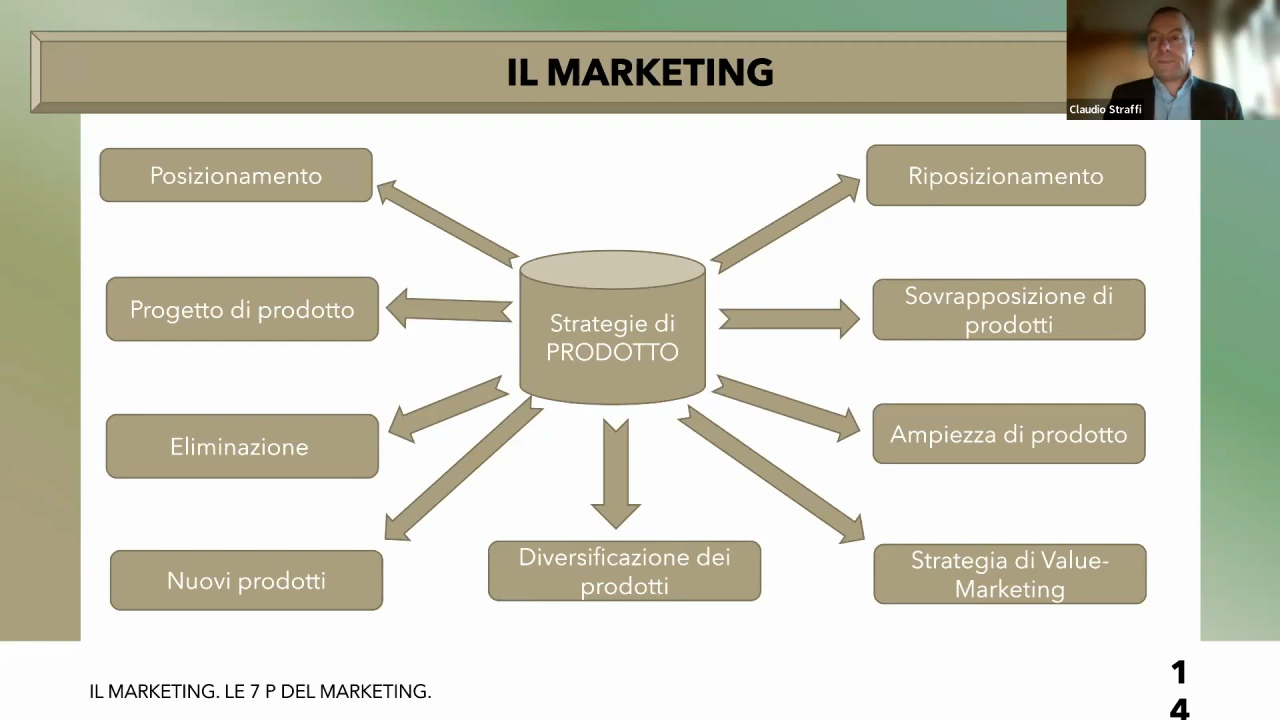 IL MARKETING
Claudio Straffi
Posizionamento
Riposizionamento
Progetto di prodotto
Strategie di
PRODOTTO
Sovrapposizione di
prodotti
Eliminazione
Ampiezza di prodotto
Nuovi prodotti
Diversificazione dei
prodotti
Strategia di Value-
Marketing
IL MARKETING. LE 7 P DEL MARKETING.
1
4